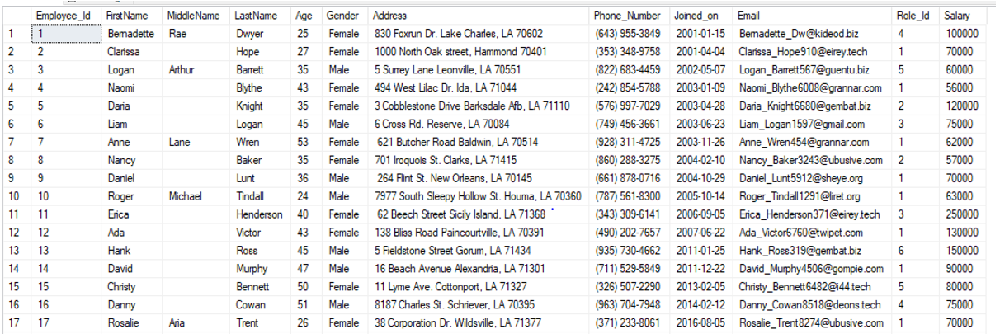 Employee_Id FirstName MiddleName LastName Age Gender Address Phone_Number Joined_on Email Role_Id Salary
1 1 Bernadette Rae Dwyer 25 Female 830 Foxrun Dr. Lake Charles, LA 70602 (643) 955-3849 2001-01-15 Bernadette_Dw@kideod.biz 4 100000
2 2 Clarissa Hope 27 Female 1000 North Oak street, Hammond 70401 (353) 348-9758 2001-04-04 Clarissa_Hope910@eirey.tech 1 70000
3 3 Logan Arthur Barrett 35 Male 5 Surrey Lane Leonville, LA 70551 (822) 683-4459 2002-05-07 Logan_Barrett567@guentu.biz 5 60000
4 4 Naomi Blythe 43 Female 494 West Lilac Dr. Ida, LA 71044 (242) 854-5788 2003-01-09 Naomi_Blythe6008@grannar.com 1 56000
5 5 Daria Knight 35 Female 3 Cobblestone Drive Barksdale Afb, LA 71110 (576) 997-7029 2003-04-28 Daria_Knight6680@gembat.biz 2 120000
6 6 Liam Logan 45 Male 6 Cross Rd. Reserve, LA 70084 (749) 456-3661 2003-06-23 Liam_Logan1597@gmail.com 3 75000
7 7 Anne Lane Wren 53 Female 621 Butcher Road Baldwin, LA 70514 (928) 311-4725 2003-11-26 Anne_Wren454@grannar.com 1 62000
8 8 Nancy Baker 35 Female 701 Iroquois St. Clarks, LA 71415 (860) 288-3275 2004-02-10 Nancy_Baker3243@ubusive.com 2 57000
9 9 Daniel Lunt 36 Male 264 Flint St. New Orleans, LA 70145 (661) 878-0716 2004-10-29 Daniel_Lunt5912@sheye.org 1 70000
10 10 Roger Michael Tindall 24 Male 7977 South Sleepy Hollow St. Houma, LA 70360 (787) 561-8300 2005-10-14 Roger_Tindall1291@liret.org 1 63000
11 11 Erica Henderson 40 Female 62 Beech Street Sicily Island, LA 71368 (343) 309-6141 2006-09-05 Erica_Henderson371@eirey.tech 3 250000
12 12 Ada Victor 43 Female 138 Bliss Road Paincourtville, LA 70391 (490) 202-7657 2007-06-22 Ada_Victor6760@twipet.com 1 130000
13 13 Hank Ross 45 Male 5 Fieldstone Street Gorum, LA 71434 (935) 730-4662 2011-01-25 Hank_Ross319@gembat.biz 6 150000
14 14 David Murphy 47 Male 16 Beach Avenue Alexandria, LA 71301 (711) 529-5849 2011-12-22 David_Murphy4506@gompie.com 1 90000
15 15 Christy Bennett 50 Female 11 Lyme Ave. Cottonport, LA 71327 (326) 507-2290 2013-02-05 Christy_Bennett6482@i44.tech 5 80000
16 16 Danny Cowan 51 Male 8187 Charles St. Schriever, LA 70395 (963) 704-7948 2014-02-12 Danny_Cowan8518@deons.tech 4 75000
17 17 Rosalie Aria Trent 26 Female 38 Corporation Dr. Wildsville, LA 71377 (371) 233-8061 2016-08-05 Rosalie_Trent8274@ubusive.com 1 70000